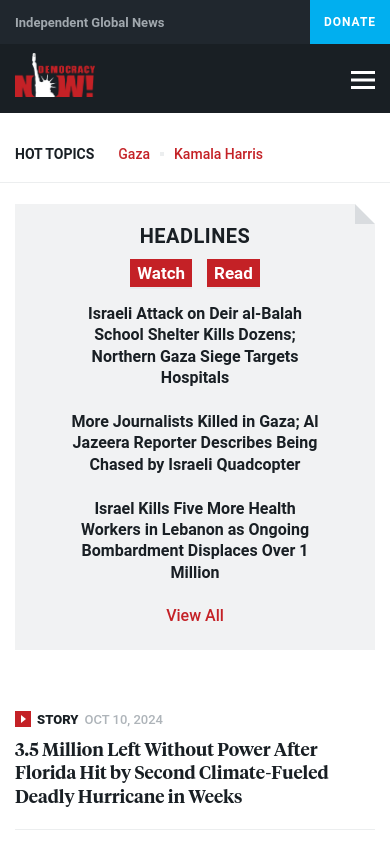 Independent Global News
DONATE
DEMOCRACY
NOW!
HOT TOPICS
Gaza
Kamala Harris
HEADLINES
Watch
Read
Israeli Attack on Deir al-Balah
School Shelter Kills Dozens;
Northern Gaza Siege Targets
Hospitals
More Journalists Killed in Gaza; Al
Jazeera Reporter Describes Being
Chased by Israeli Quadcopter
Israel Kills Five More Health
Workers in Lebanon as Ongoing
Bombardment Displaces Over 1
Million
View All
STORY OCT 10, 2024
3.5 Million Left Without Power After
Florida Hit by Second Climate-Fueled
Deadly Hurricane in Weeks